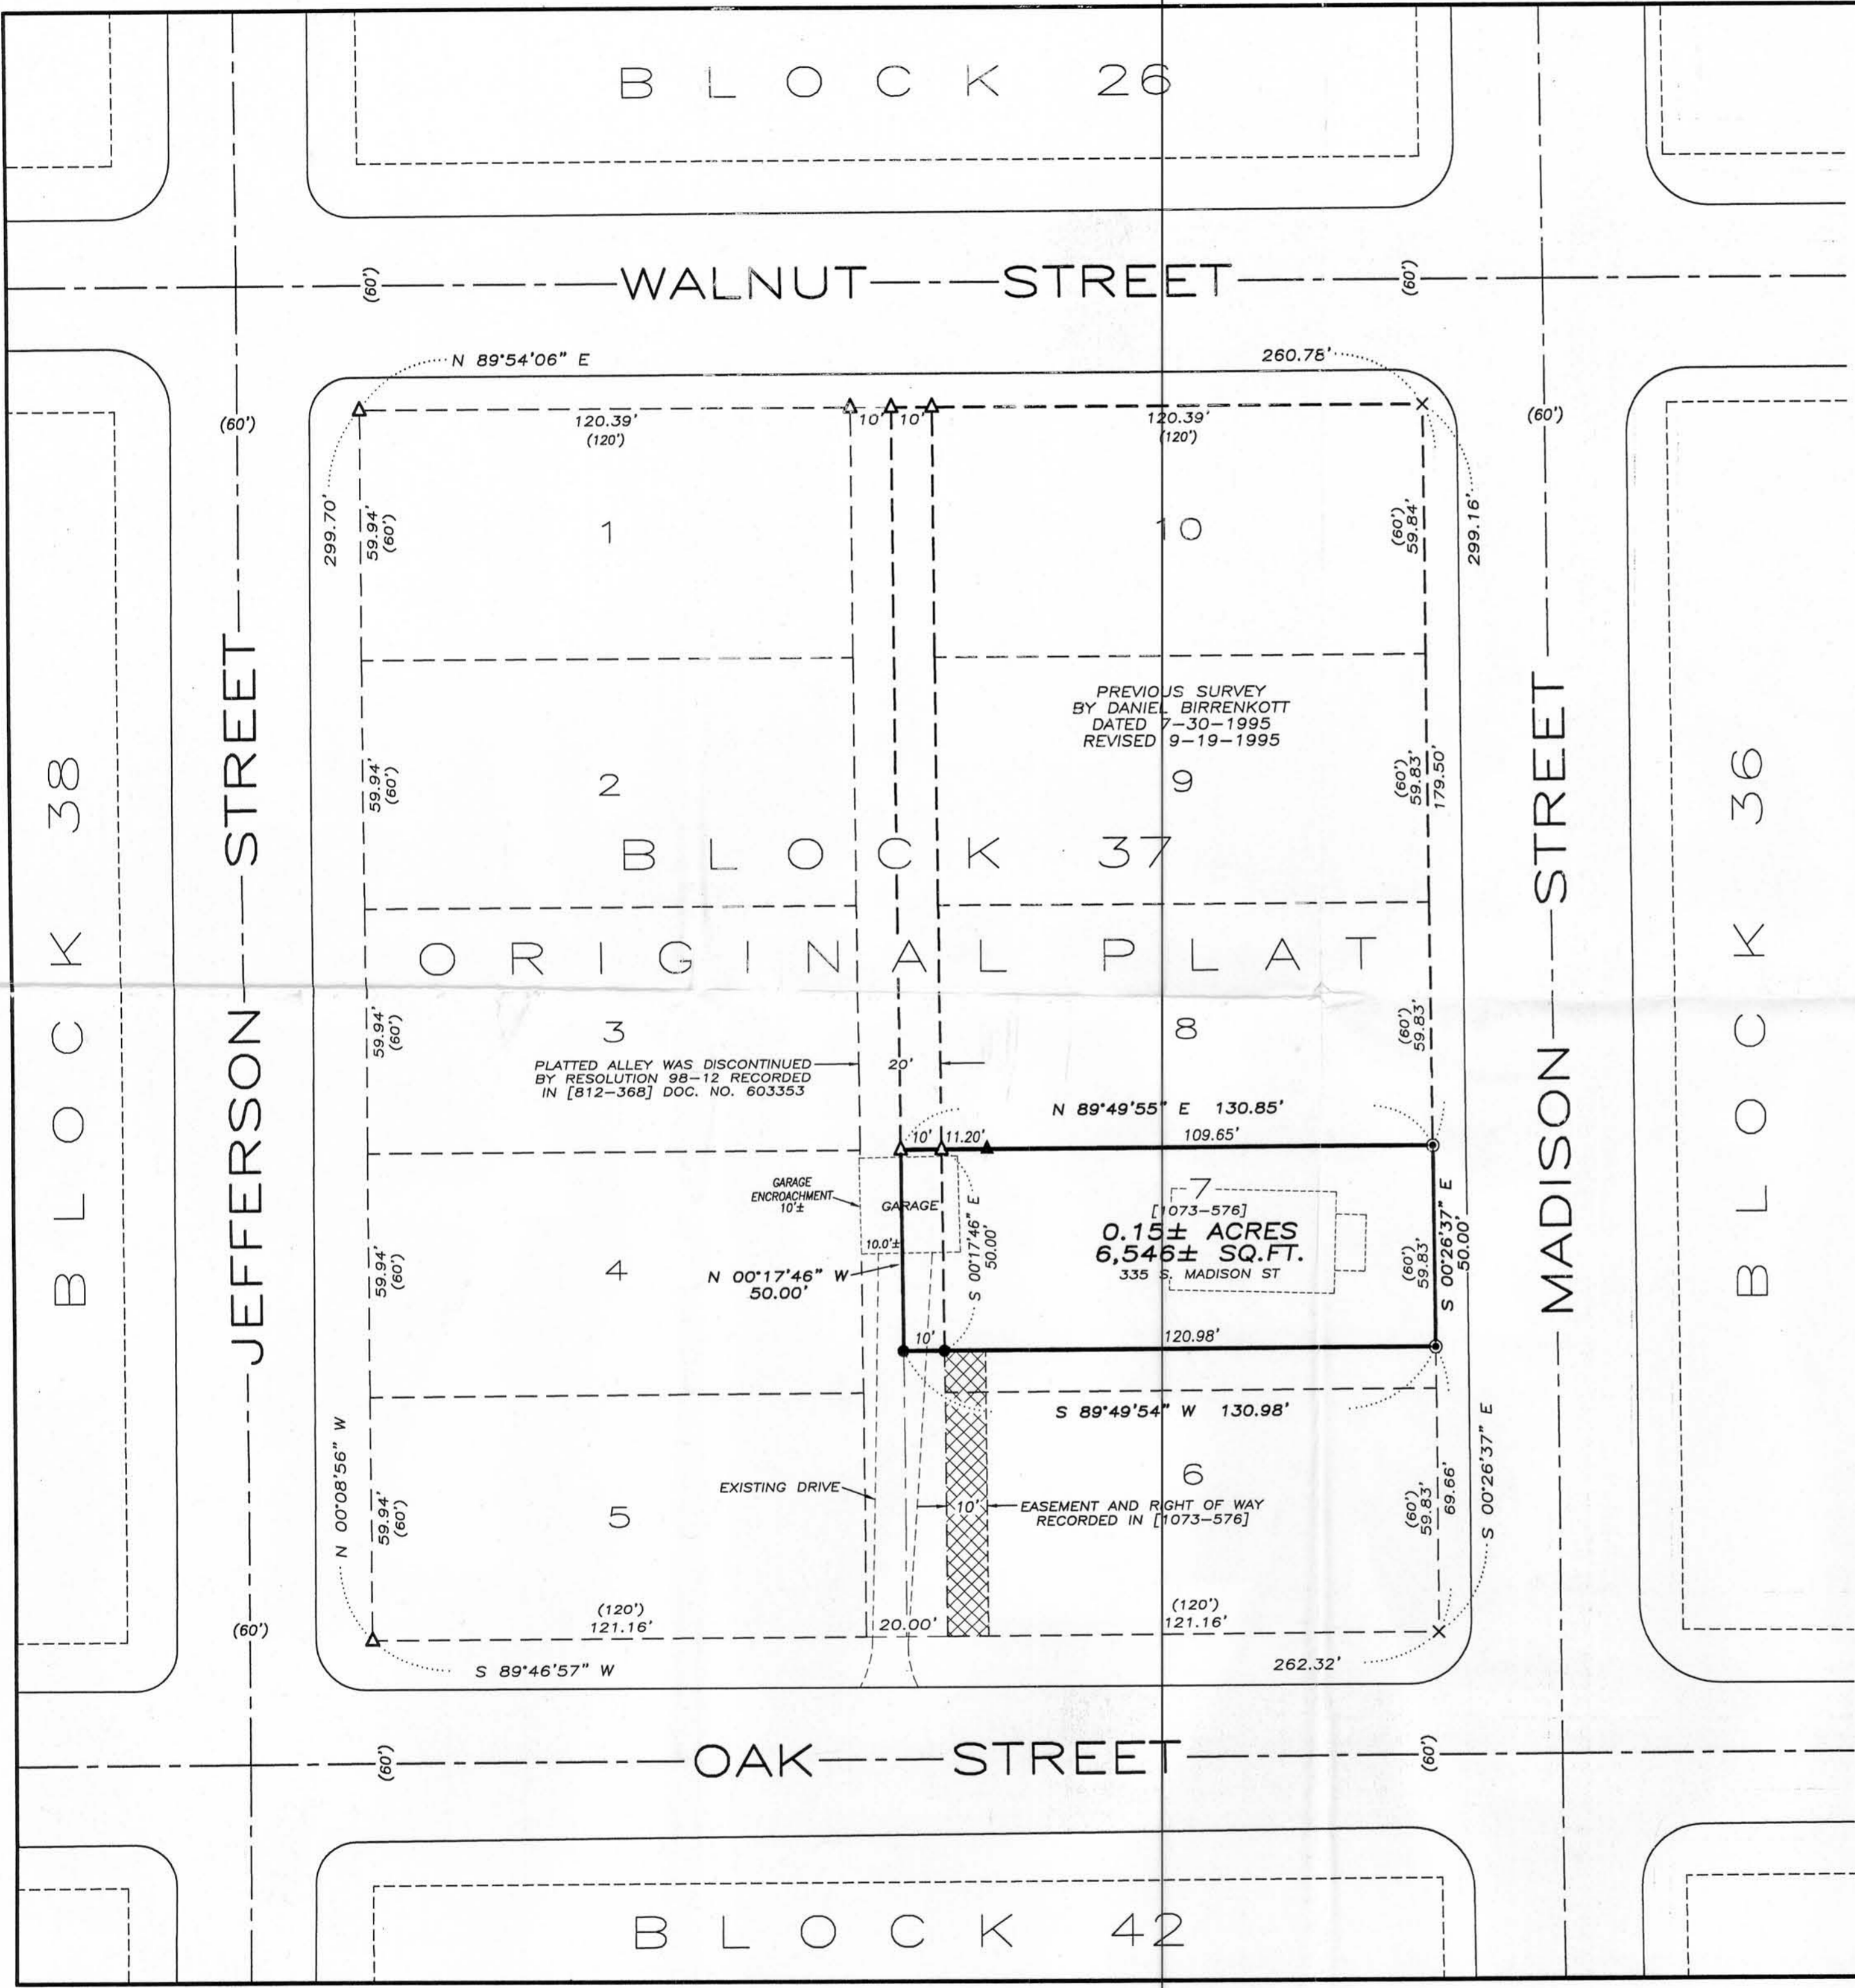 BLOCK 26
(60')
WALNUT STREET
(60')
N 89°54'06" E
260.78'
(60')
(60')
120.39'
(120')
10'
10'
120.39'
(120')
299.70'
59.94'
(60')
1
10
(60')
59.84'
299.16'
JEFFERSON STREET
MADISON STREET
BLOCK 38
BLOCK 36
PREVIOUS SURVEY
BY DANIEL BIRRENKOTT
DATED 7-30-1995
REVISED 9-19-1995
59.94'
(60')
2
9
(60')
59.83'
179.50'
BLOCK 37
ORIGINAL PLAT
59.94'
(60')
3
8
(60')
59.83'
PLATTED ALLEY WAS DISCONTINUED
BY RESOLUTION 98-12 RECORDED
IN [812-368] DOC. NO. 603353
20'
N 89°49'55" E 130.85'
10'
11.20'
109.65'
GARAGE
ENCROACHMENT
10'±
GARAGE
10.0'±
S 00°17'46" E
50.00'
7
[1073-576]
0.15± ACRES
6,546± SQ.FT.
335 S. MADISON ST
(60')
59.83'
S 00°26'37" E
50.00'
59.94'
(60')
4
N 00°17'46" W
50.00'
10'
120.98'
S 89°49'54" W 130.98'
N 00°08'56" W
59.94'
(60')
5
EXISTING DRIVE
10'
EASEMENT AND RIGHT OF WAY
RECORDED IN [1073-576]
6
(60')
59.83'
69.66'
S 00°26'37" E
(60')
(120')
121.16'
20.00'
(120')
121.16'
S 89°46'57" W
262.32'
(60')
OAK STREET
(60')
BLOCK 42